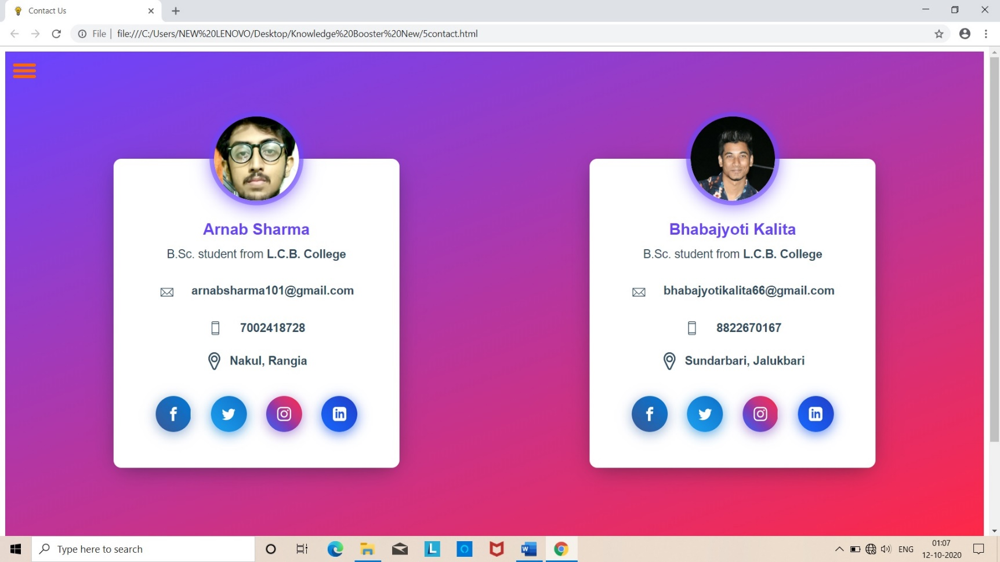 Contact Us
File | file:///C:/Users/NEW%20LENOVO/Desktop/Knowledge%20Booster%20New/5contact.html
Arnab Sharma
B.Sc. student from L.C.B. College
arnabsharma101@gmail.com
7002418728
Nakul, Rangia
Bhabajyoti Kalita
B.Sc. student from L.C.B. College
bhabajyotikalita66@gmail.com
8822670167
Sundarbari, Jalukbari
Type here to search
ENG
01:07
12-10-2020